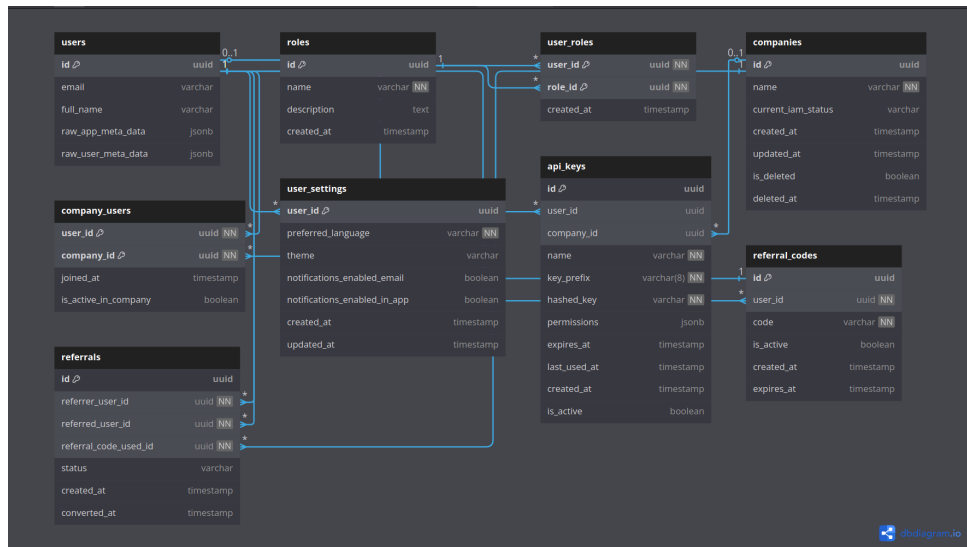 users
id uuid
email varchar
full_name varchar
raw_app_meta_data jsonb
raw_user_meta_data jsonb
0..1
1
roles
id uuid
name varchar NN
description text
created_at timestamp
1
user_roles
* user_id uuid NN
* role_id uuid NN
created_at timestamp
companies
0..1
1
id uuid
name varchar NN
current_iam_status varchar
created_at timestamp
updated_at timestamp
is_deleted boolean
deleted_at timestamp
company_users
user_id uuid NN *
company_id uuid NN *
joined_at timestamp
is_active_in_company boolean
user_settings
* user_id uuid
preferred_language varchar NN
theme varchar
notifications_enabled_email boolean
notifications_enabled_in_app boolean
created_at timestamp
updated_at timestamp
api_keys
id uuid
* user_id uuid
company_id uuid *
name varchar NN
key_prefix varchar(8) NN
hashed_key varchar NN
permissions jsonb
expires_at timestamp
last_used_at timestamp
created_at timestamp
is_active boolean
referral_codes
1 id uuid
* user_id uuid NN
code varchar NN
is_active boolean
created_at timestamp
expires_at timestamp
referrals
id uuid
referrer_user_id uuid NN *
referred_user_id uuid NN *
referral_code_used_id uuid NN *
status varchar
created_at timestamp
converted_at timestamp
dbdiagram.io